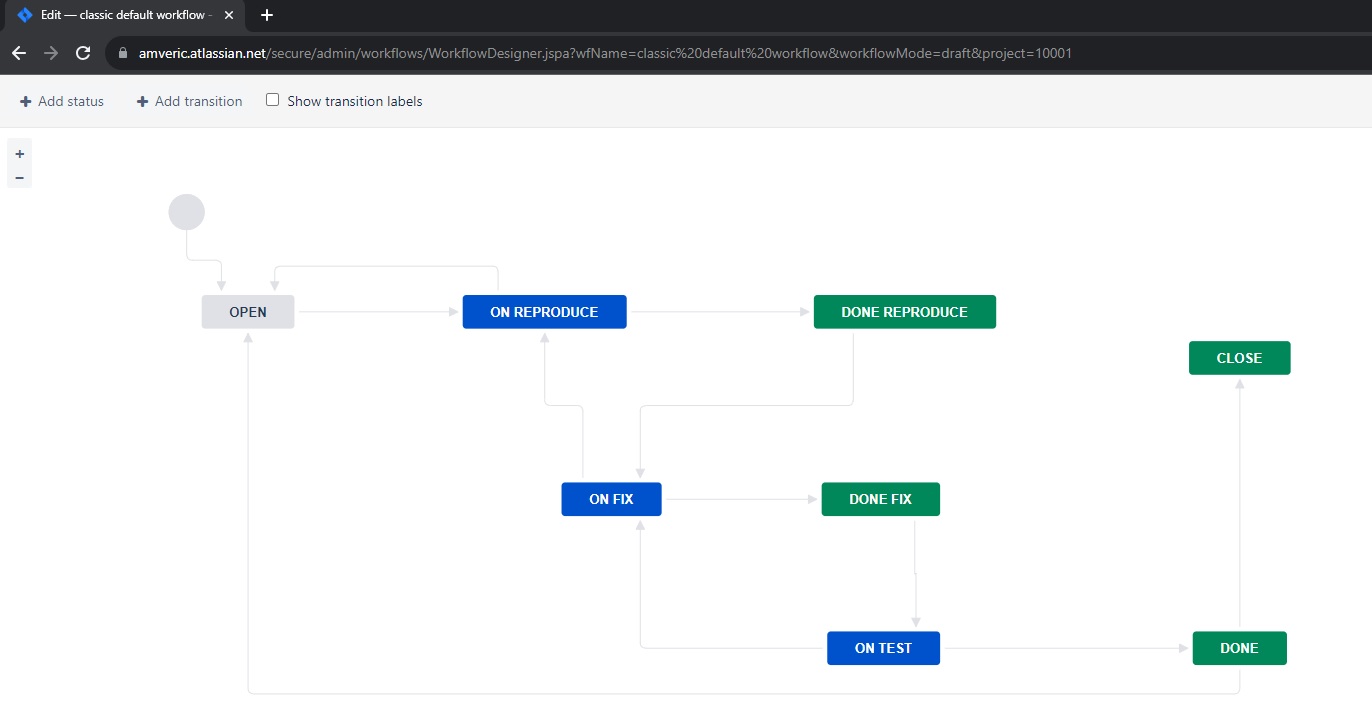 Edit — classic default workflow -
amveric.atlassian.net/secure/admin/workflows/WorkflowDesigner.jspa?wfName=classic%20default%20workflow&workflowMode=draft&project=10001
Add status
Add transition
Show transition labels
+
−
OPEN
ON REPRODUCE
DONE REPRODUCE
CLOSE
ON FIX
DONE FIX
ON TEST
DONE